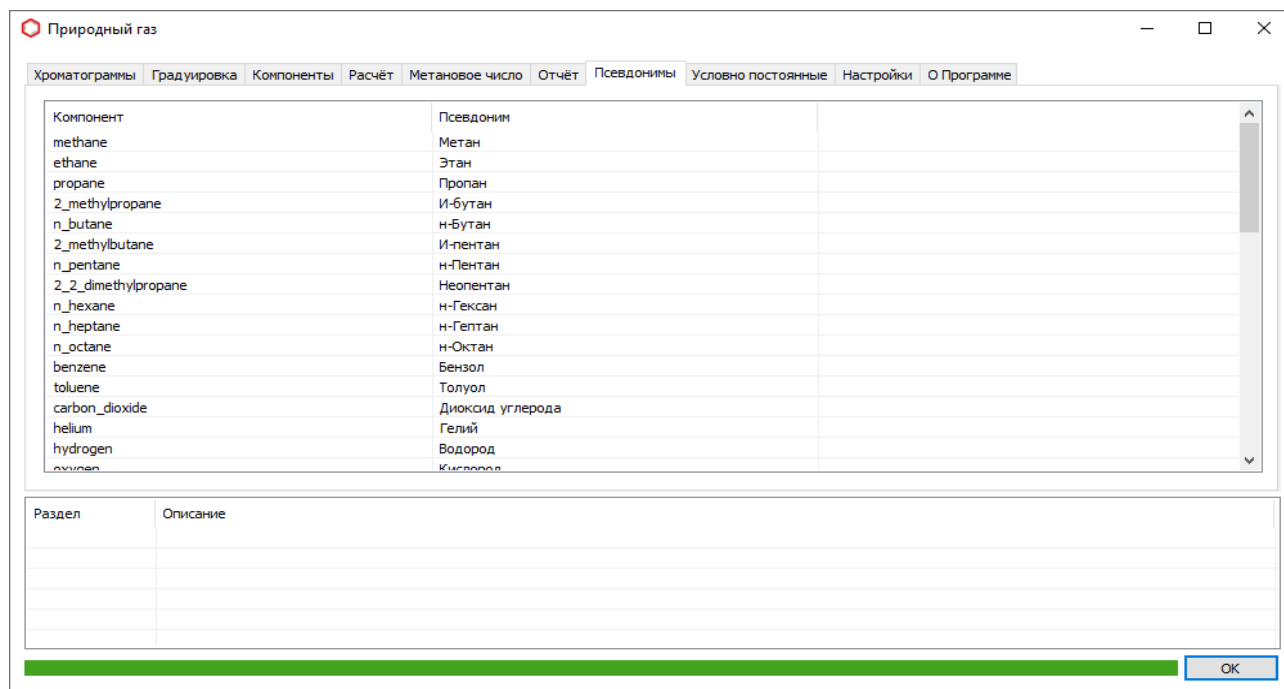 Природный газ
Хроматограммы Градуировка Компоненты Расчёт Метановое число Отчёт Псевдонимы Условно постоянные Настройки О Программе
Компонент Псевдоним
methane Метан
ethane Этан
propane Пропан
2_methylpropane И-бутан
n_butane н-Бутан
2_methylbutane И-пентан
n_pentane н-Пентан
2_2_dimethylpropane Неопентан
n_hexane н-Гексан
n_heptane н-Гептан
n_octane н-Октан
benzene Бензол
toluene Толуол
carbon_dioxide Диоксид углерода
helium Гелий
hydrogen Водород
oxygen Кислород
Раздел Описание
OK